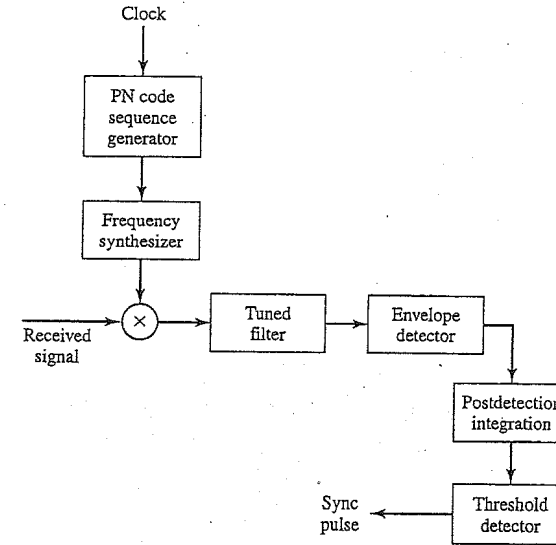 Clock
PN code
sequence
generator
Frequency
synthesizer
×
Received
signal
Tuned
filter
Envelope
detector
Postdetection
integration
Threshold
detector
Sync
pulse